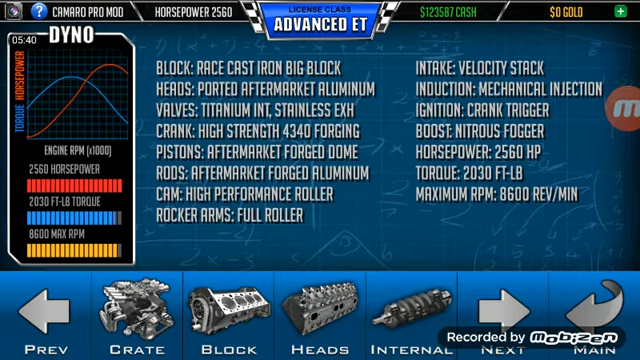 CAMARO PRO MOD
HORSEPOWER 2560
LICENSE CLASS
ADVANCED ET
$123587 CASH
$0 GOLD
05:40
DYNO
HORSEPOWER
TORQUE
ENGINE RPM (x1000)
2560 HORSEPOWER
2030 FT-LB TORQUE
8600 MAX RPM
BLOCK: RACE CAST IRON BIG BLOCK
HEADS: PORTED AFTERMARKET ALUMINUM
VALVES: TITANIUM INT, STAINLESS EXH
CRANK: HIGH STRENGTH 4340 FORGING
PISTONS: AFTERMARKET FORGED DOME
RODS: AFTERMARKET FORGED ALUMINUM
CAM: HIGH PERFORMANCE ROLLER
ROCKER ARMS: FULL ROLLER
INTAKE: VELOCITY STACK
INDUCTION: MECHANICAL INJECTION
IGNITION: CRANK TRIGGER
BOOST: NITROUS FOGGER
HORSEPOWER: 2560 HP
TORQUE: 2030 FT-LB
MAXIMUM RPM: 8600 REV/MIN
PREV
CRATE
BLOCK
HEADS
INTERNAL
NEXT
MAIN
Recorded by Mobizen